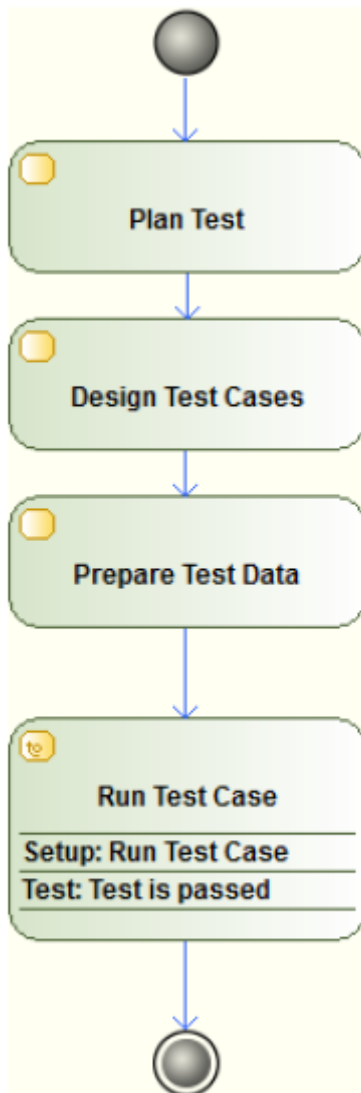 Plan Test
Design Test Cases
Prepare Test Data
Run Test Case
Setup: Run Test Case
Test: Test is passed